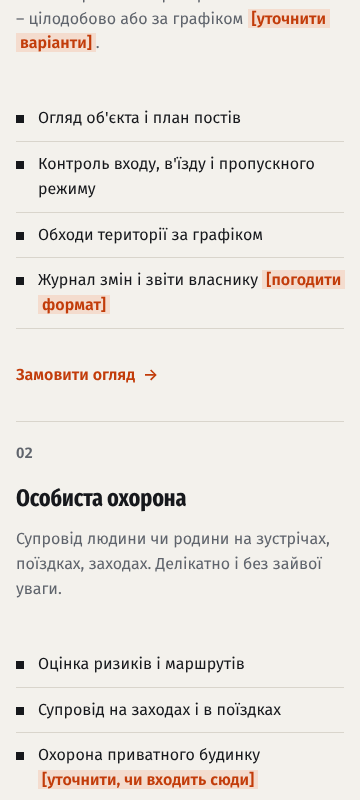 – цілодобово або за графіком [уточнити
варіанти].
Огляд об'єкта і план постів
Контроль входу, в'їзду і пропускного
режиму
Обходи території за графіком
Журнал змін і звіти власнику [погодити
формат]
Замовити огляд →
02
Особиста охорона
Супровід людини чи родини на зустрічах,
поїздках, заходах. Делікатно і без зайвої
уваги.
Оцінка ризиків і маршрутів
Супровід на заходах і в поїздках
Охорона приватного будинку
[уточнити, чи входить сюди]